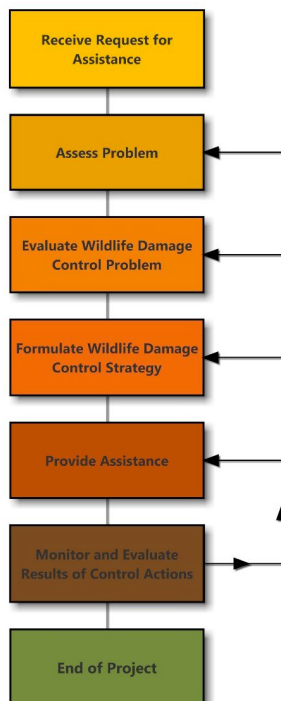 Receive Request for
Assistance
Assess Problem
Evaluate Wildlife Damage
Control Problem
Formulate Wildlife Damage
Control Strategy
Provide Assistance
Monitor and Evaluate
Results of Control Actions
End of Project